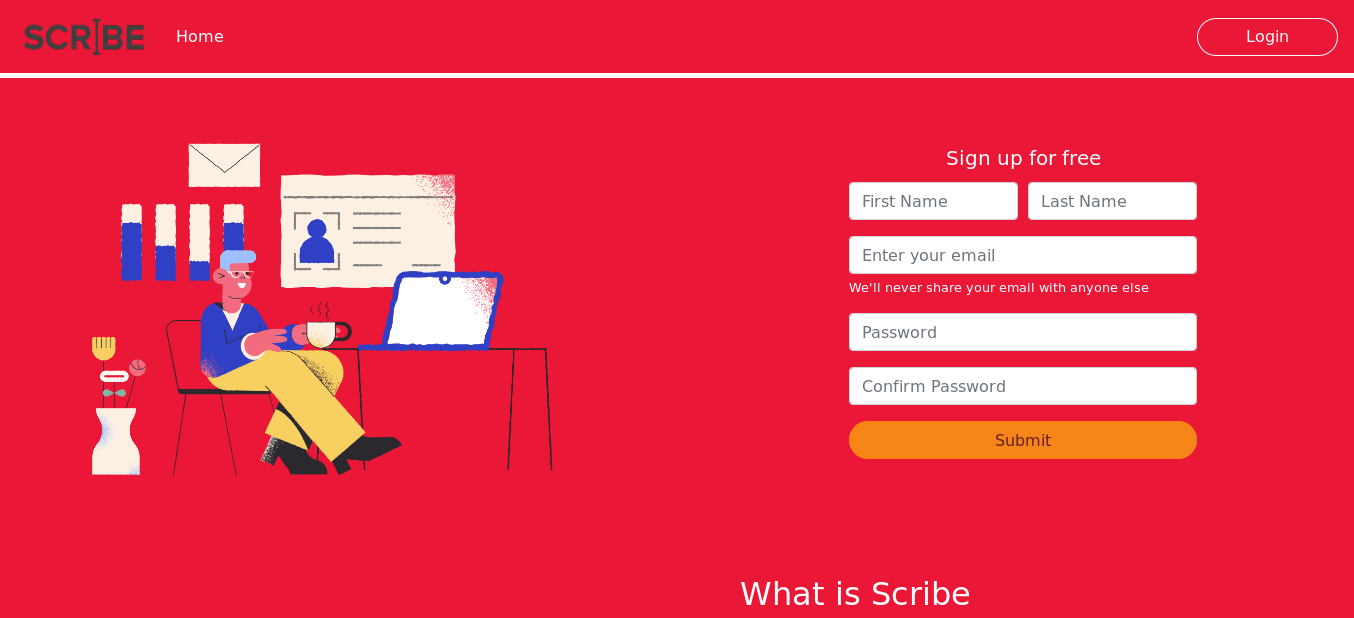 SCRIBE
Home
Login
Sign up for free
First Name
Last Name
Enter your email
We'll never share your email with anyone else
Password
Confirm Password
Submit
What is Scribe